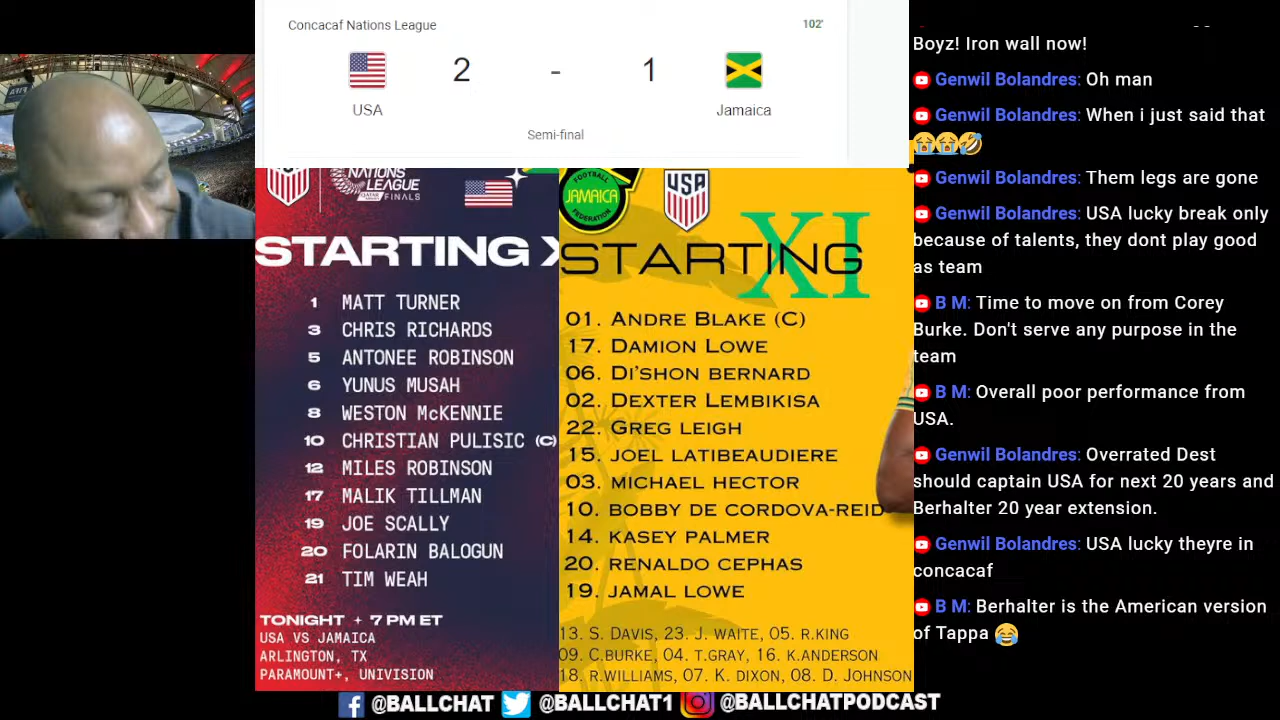 Concacaf Nations League
102'
2 - 1
USA
Jamaica
Semi-final
NATIONS
LEAGUE
FINALS
STARTING X
1 MATT TURNER
3 CHRIS RICHARDS
5 ANTONEE ROBINSON
6 YUNUS MUSAH
8 WESTON McKENNIE
10 CHRISTIAN PULISIC (C)
12 MILES ROBINSON
17 MALIK TILLMAN
19 JOE SCALLY
20 FOLARIN BALOGUN
21 TIM WEAH
TONIGHT + 7 PM ET
USA VS JAMAICA
ARLINGTON, TX
PARAMOUNT+, UNIVISION
FOOTBALL
JAMAICA
FEDERATION
USA
STARTING
XI
01. ANDRE BLAKE (C)
17. DAMION LOWE
06. DI'SHON BERNARD
02. DEXTER LEMBIKISA
22. GREG LEIGH
15. JOEL LATIBEAUDIERE
03. MICHAEL HECTOR
10. BOBBY DE CORDOVA-REID
14. KASEY PALMER
20. RENALDO CEPHAS
19. JAMAL LOWE
13. S. DAVIS, 23. J. WAITE, 05. R.KING
09. C.BURKE, 04. T.GRAY, 16. K.ANDERSON
18. R.WILLIAMS, 07. K. DIXON, 08. D. JOHNSON
Boyz! Iron wall now!
Genwil Bolandres: Oh man
Genwil Bolandres: When i just said that
😭😭🤣
Genwil Bolandres: Them legs are gone
Genwil Bolandres: USA lucky break only
because of talents, they dont play good
as team
B M: Time to move on from Corey
Burke. Don't serve any purpose in the
team
B M: Overall poor performance from
USA.
Genwil Bolandres: Overrated Dest
should captain USA for next 20 years and
Berhalter 20 year extension.
Genwil Bolandres: USA lucky theyre in
concacaf
B M: Berhalter is the American version
of Tappa 😂
@BALLCHAT @BALLCHAT1 @BALLCHATPODCAST